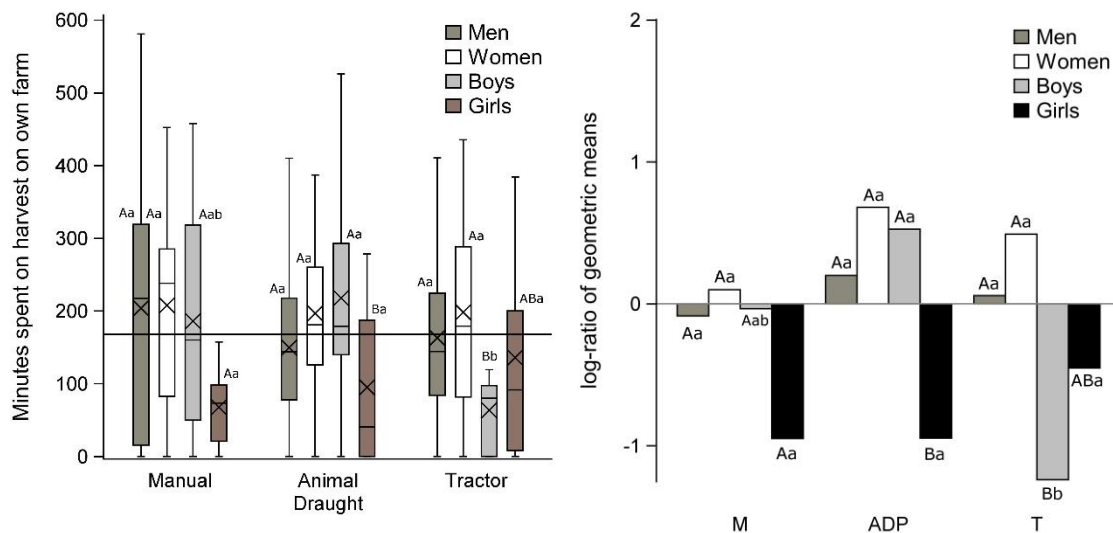 Minutes spent on harvest on own farm
600
500
400
300
200
100
0
Men
Women
Boys
Girls
Aa
Aa
Aab
Aa
Aa
Aa
Aa
Ba
Aa
Aa
Bb
ABa
Manual
Animal
Draught
Tractor
log-ratio of geometric means
2
1
0
-1
Men
Women
Boys
Girls
Aa
Aa
Aab
Aa
Aa
Aa
Aa
Ba
Aa
Aa
Bb
ABa
M
ADP
T